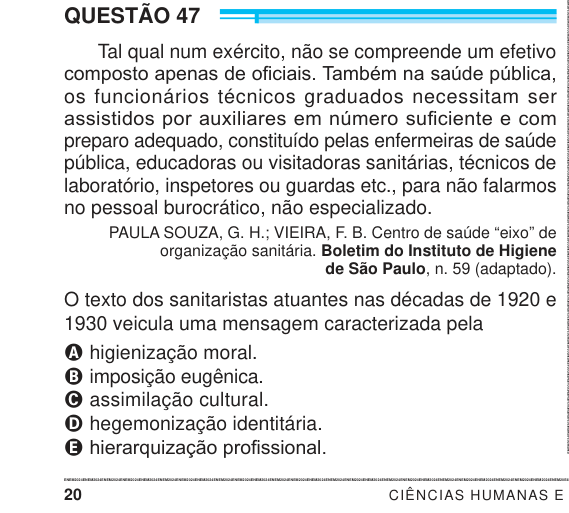 QUESTÃO 47
Tal qual num exército, não se compreende um efetivo
composto apenas de oficiais. Também na saúde pública,
os funcionários técnicos graduados necessitam ser
assistidos por auxiliares em número suficiente e com
preparo adequado, constituído pelas enfermeiras de saúde
pública, educadoras ou visitadoras sanitárias, técnicos de
laboratório, inspetores ou guardas etc., para não falarmos
no pessoal burocrático, não especializado.
PAULA SOUZA, G. H.; VIEIRA, F. B. Centro de saúde “eixo” de
organização sanitária. Boletim do Instituto de Higiene
de São Paulo, n. 59 (adaptado).
O texto dos sanitaristas atuantes nas décadas de 1920 e
1930 veicula uma mensagem caracterizada pela
A higienização moral.
B imposição eugênica.
C assimilação cultural.
D hegemonização identitária.
E hierarquização profissional.
20
CIÊNCIAS HUMANAS E